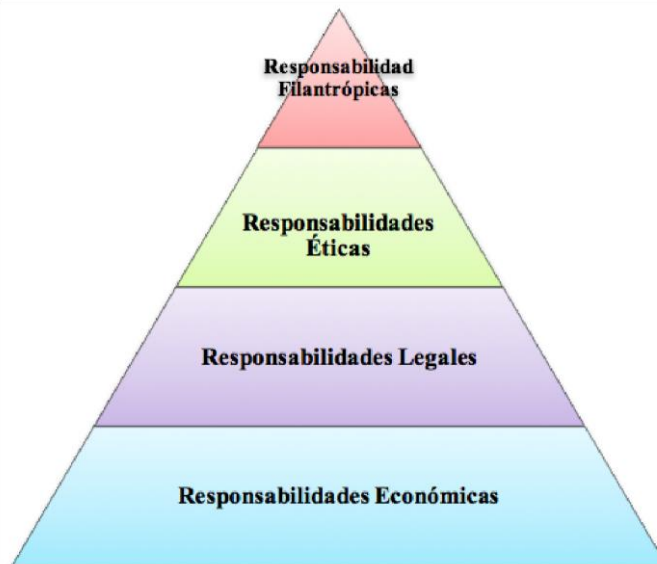 Responsabilidad
Filantrópicas
Responsabilidades
Éticas
Responsabilidades Legales
Responsabilidades Económicas